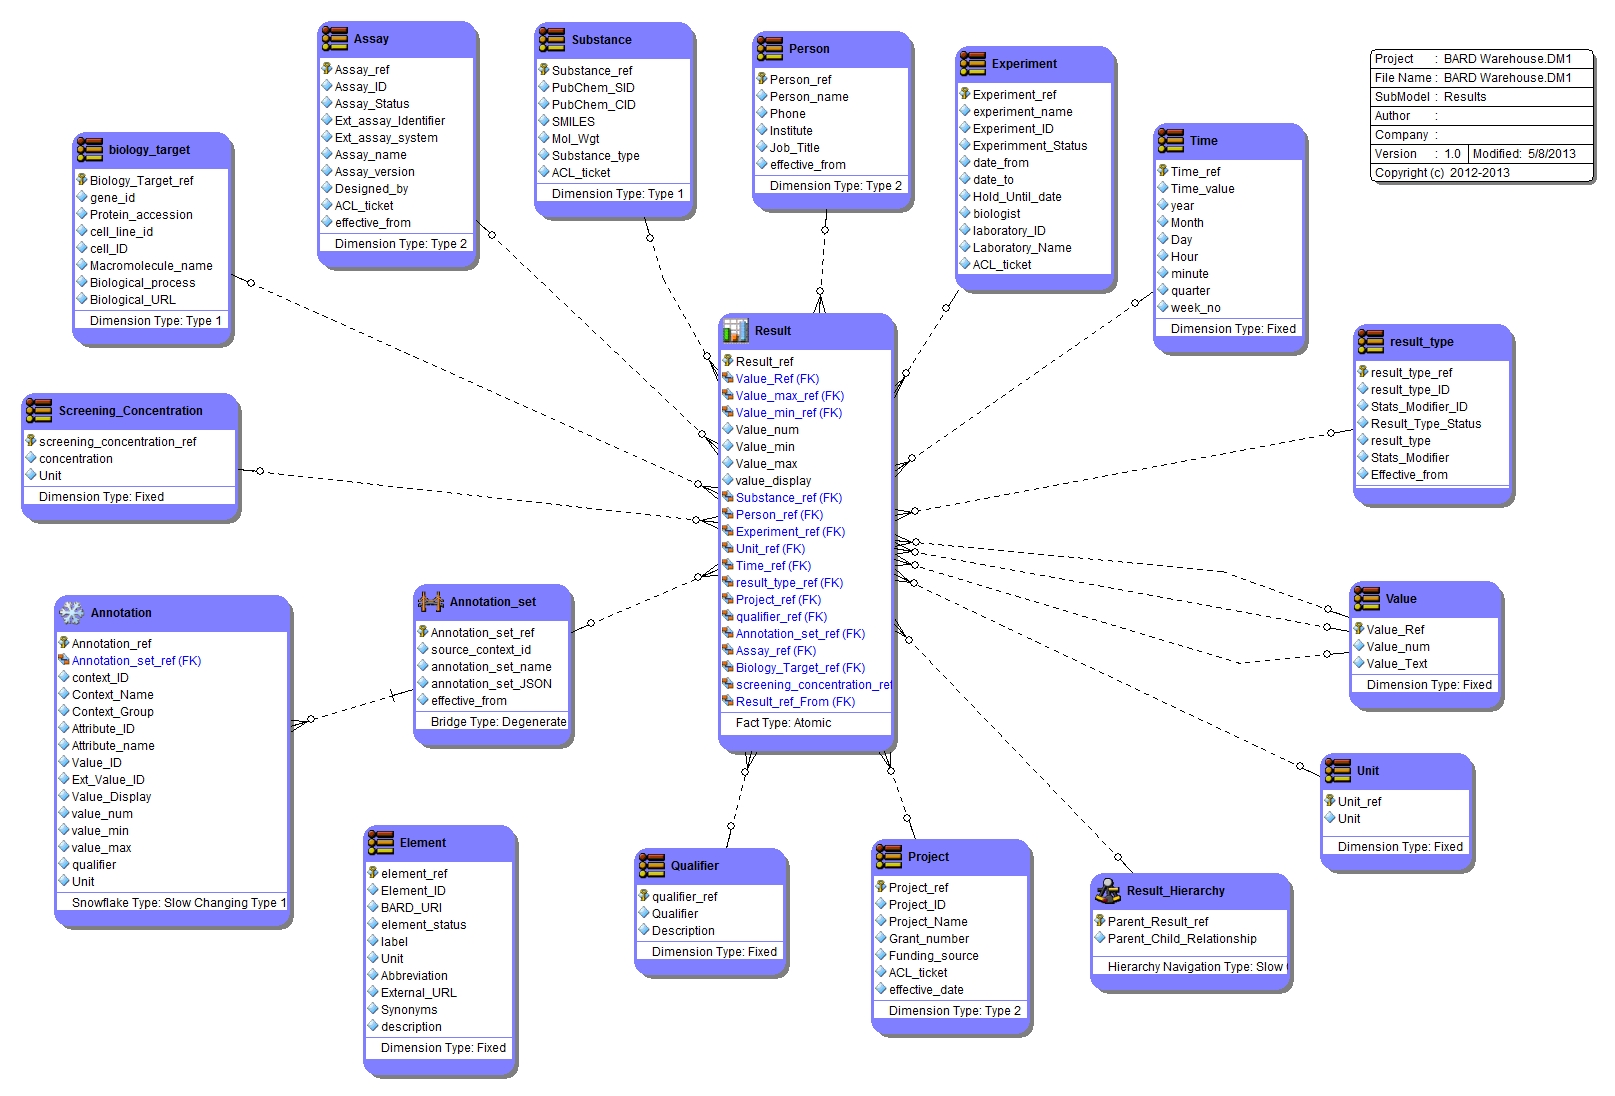 Assay
Assay_ref
Assay_ID
Assay_Status
Ext_assay_Identifier
Ext_assay_system
Assay_name
Assay_version
Designed_by
ACL_ticket
effective_from
Dimension Type: Type 2
Substance
Substance_ref
PubChem_SID
PubChem_CID
SMILES
Mol_Wgt
Substance_type
ACL_ticket
Dimension Type: Type 1
Person
Person_ref
Person_name
Phone
Institute
Job_Title
effective_from
Dimension Type: Type 2
Experiment
Experiment_ref
experiment_name
Experiment_ID
Experimment_Status
date_from
date_to
Hold_Until_date
biologist
laboratory_ID
Laboratory_Name
ACL_ticket
Project : BARD Warehouse.DM1
File Name : BARD Warehouse.DM1
SubModel : Results
Author :
Company :
Version : 1.0 Modified: 5/8/2013
Copyright (c) 2012-2013
biology_target
Biology_Target_ref
gene_id
Protein_accession
cell_line_id
cell_ID
Macromolecule_name
Biological_process
Biological_URL
Dimension Type: Type 1
Time
Time_ref
Time_value
year
Month
Day
Hour
minute
quarter
week_no
Dimension Type: Fixed
Result
Result_ref
Value_Ref (FK)
Value_max_ref (FK)
Value_min_ref (FK)
Value_num
Value_min
Value_max
value_display
Substance_ref (FK)
Person_ref (FK)
Experiment_ref (FK)
Unit_ref (FK)
Time_ref (FK)
result_type_ref (FK)
Project_ref (FK)
qualifier_ref (FK)
Annotation_set_ref (FK)
Assay_ref (FK)
Biology_Target_ref (FK)
screening_concentration_ref
Result_ref_From (FK)
Fact Type: Atomic
result_type
result_type_ref
result_type_ID
Stats_Modifier_ID
Result_Type_Status
result_type
Stats_Modifier
Effective_from
Screening_Concentration
screening_concentration_ref
concentration
Unit
Dimension Type: Fixed
Annotation
Annotation_ref
Annotation_set_ref (FK)
context_ID
Context_Name
Context_Group
Attribute_ID
Attribute_name
Value_ID
Ext_Value_ID
Value_Display
value_num
value_min
value_max
qualifier
Unit
Snowflake Type: Slow Changing Type 1
Annotation_set
Annotation_set_ref
source_context_id
annotation_set_name
annotation_set_JSON
effective_from
Bridge Type: Degenerate
Value
Value_Ref
Value_num
Value_Text
Dimension Type: Fixed
Unit
Unit_ref
Unit
Dimension Type: Fixed
Element
element_ref
Element_ID
BARD_URI
element_status
label
Unit
Abbreviation
External_URL
Synonyms
description
Dimension Type: Fixed
Qualifier
qualifier_ref
Qualifier
Description
Dimension Type: Fixed
Project
Project_ref
Project_ID
Project_Name
Grant_number
Funding_source
ACL_ticket
effective_date
Dimension Type: Type 2
Result_Hierarchy
Parent_Result_ref
Parent_Child_Relationship
Hierarchy Navigation Type: Slow